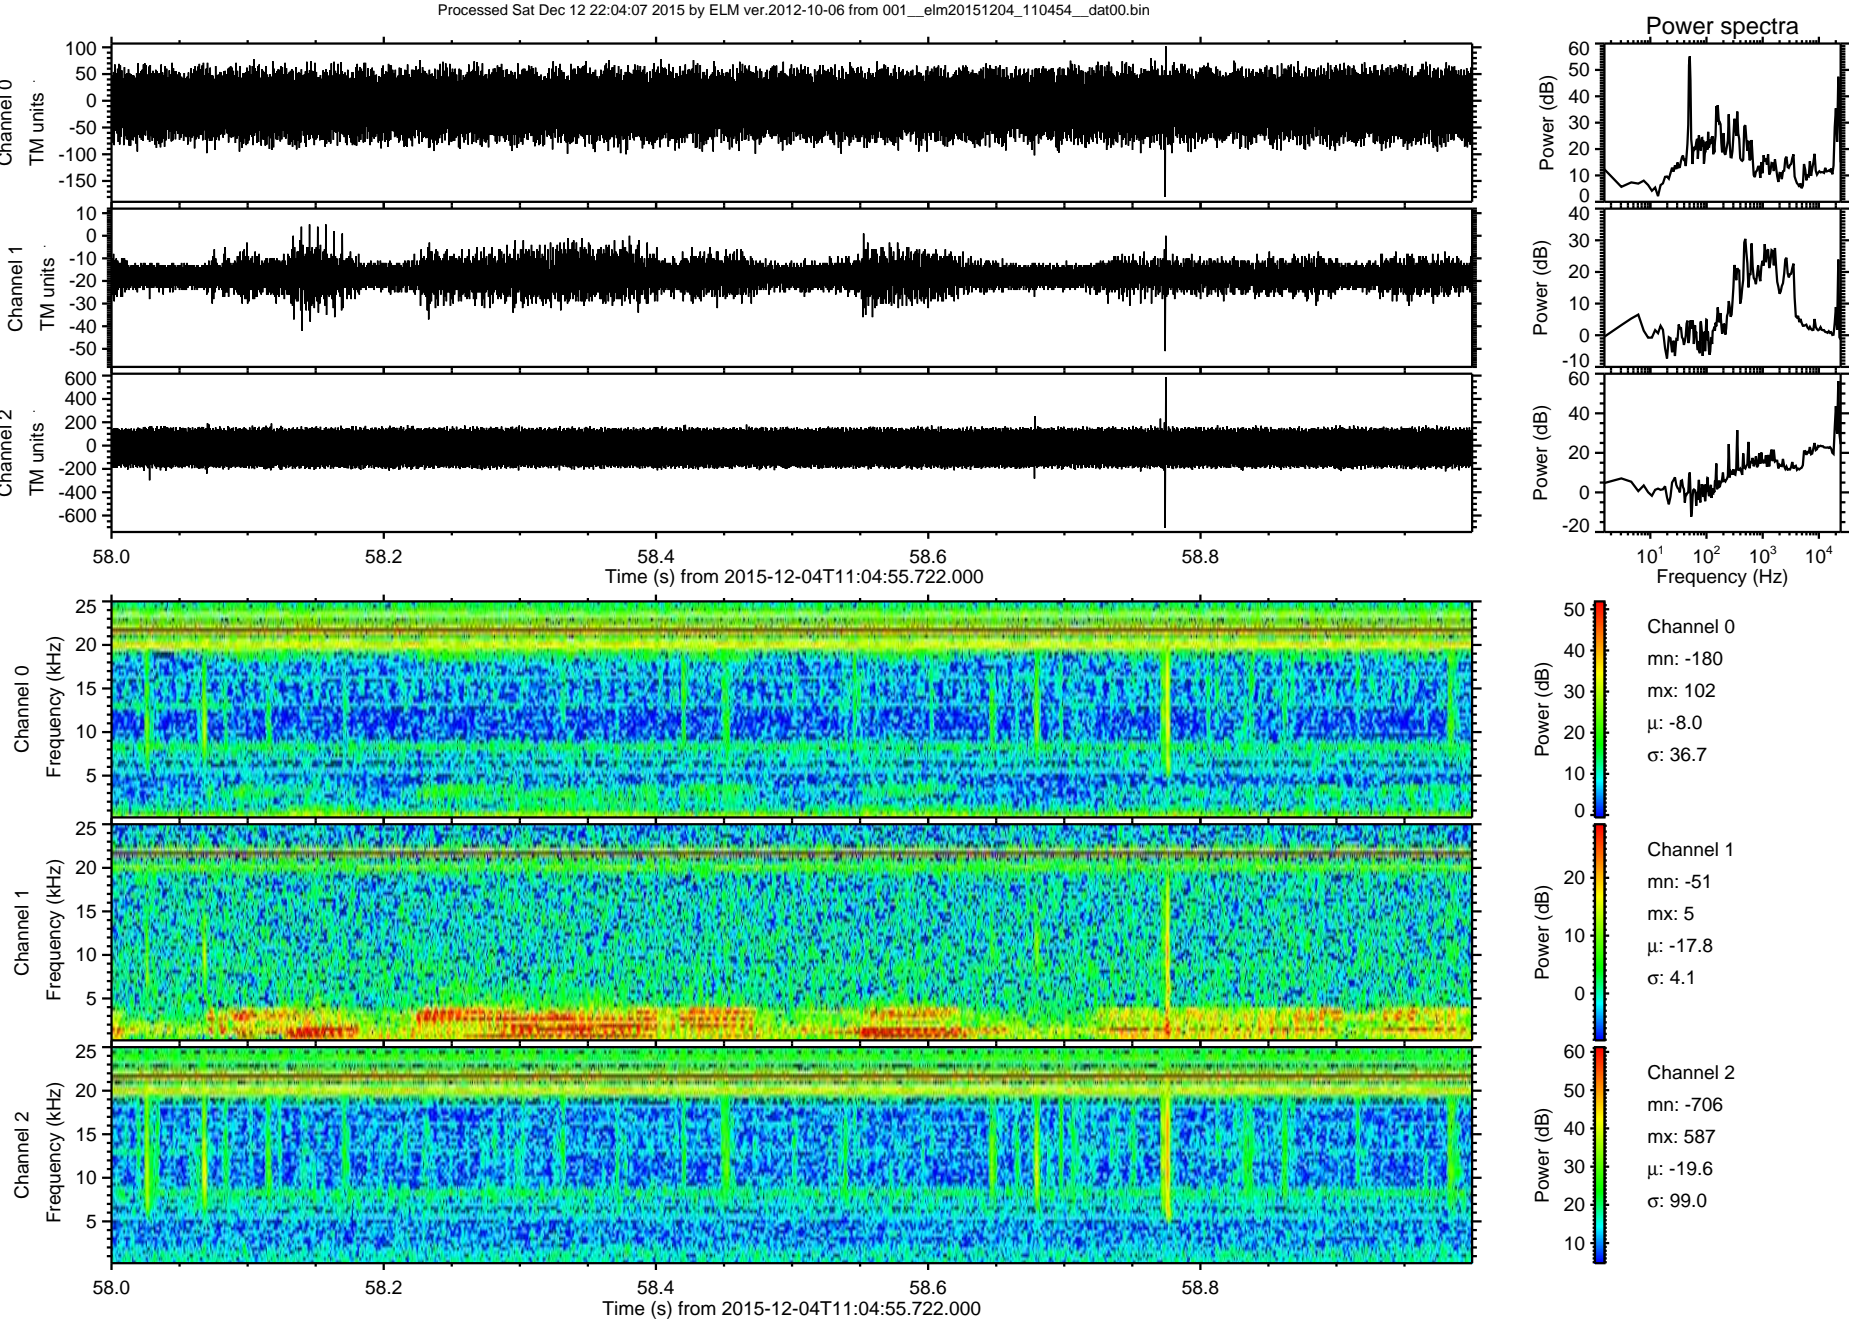 Processed Sat Dec 12 22:04:07 2015 by ELM ver.2012-10-06 from 001__elm20151204_110454__dat00.bin
Power spectra
Channel 0
TM units
100
50
0
-50
-100
-150
Power (dB)
60
50
40
30
20
10
0
Channel 1
TM units
10
0
-10
-20
-30
-40
-50
Power (dB)
40
30
20
10
0
-10
Channel 2
TM units
600
400
200
0
-200
-400
-600
Power (dB)
60
40
20
0
-20
58.0 58.2 58.4 58.6 58.8
Time (s) from 2015-12-04T11:04:55.722.000
10¹ 10² 10³ 10⁴
Frequency (Hz)
Channel 0
Frequency (kHz)
25
20
15
10
5
Power (dB)
50
40
30
20
10
0
Channel 0
mn: -180
mx: 102
μ: -8.0
σ: 36.7
Channel 1
Frequency (kHz)
25
20
15
10
5
Power (dB)
20
10
0
Channel 1
mn: -51
mx: 5
μ: -17.8
σ: 4.1
Channel 2
Frequency (kHz)
25
20
15
10
5
Power (dB)
60
50
40
30
20
10
Channel 2
mn: -706
mx: 587
μ: -19.6
σ: 99.0
58.0 58.2 58.4 58.6 58.8
Time (s) from 2015-12-04T11:04:55.722.000